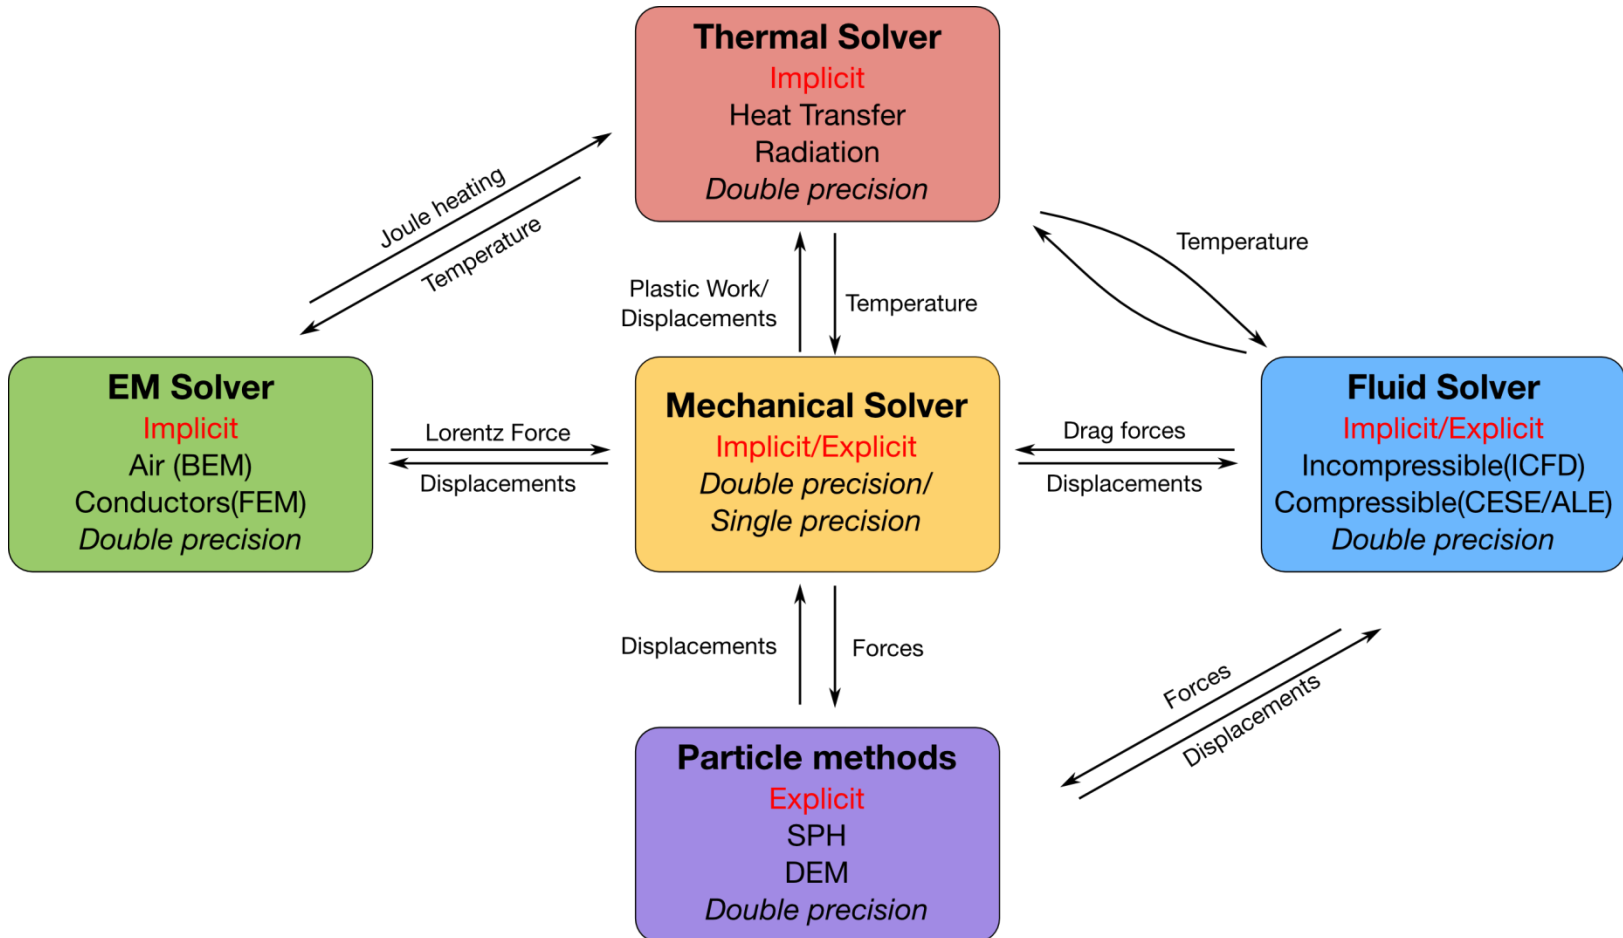 Thermal Solver
Implicit
Heat Transfer
Radiation
Double precision
Joule heating
Temperature
Plastic Work/
Displacements
Temperature
Temperature
EM Solver
Implicit
Air (BEM)
Conductors(FEM)
Double precision
Lorentz Force
Displacements
Mechanical Solver
Implicit/Explicit
Double precision/
Single precision
Drag forces
Displacements
Fluid Solver
Implicit/Explicit
Incompressible(ICFD)
Compressible(CESE/ALE)
Double precision
Displacements
Forces
Forces
Displacements
Particle methods
Explicit
SPH
DEM
Double precision